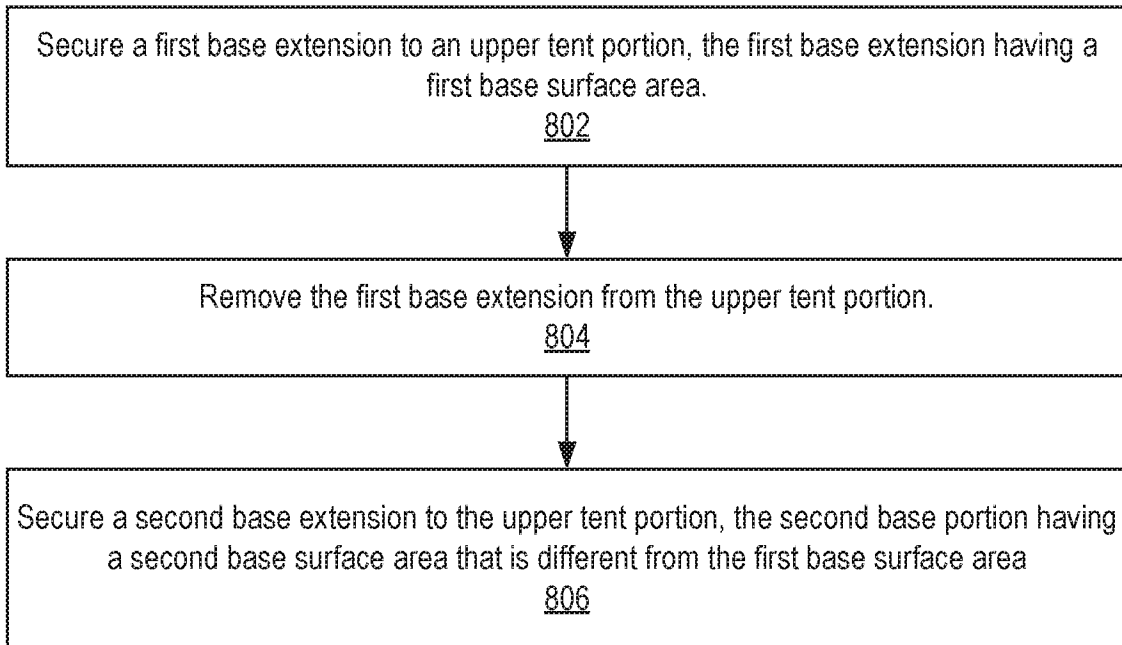 Secure a first base extension to an upper tent portion, the first base extension having a
first base surface area.
802
Remove the first base extension from the upper tent portion.
804
Secure a second base extension to the upper tent portion, the second base portion having
a second base surface area that is different from the first base surface area
806